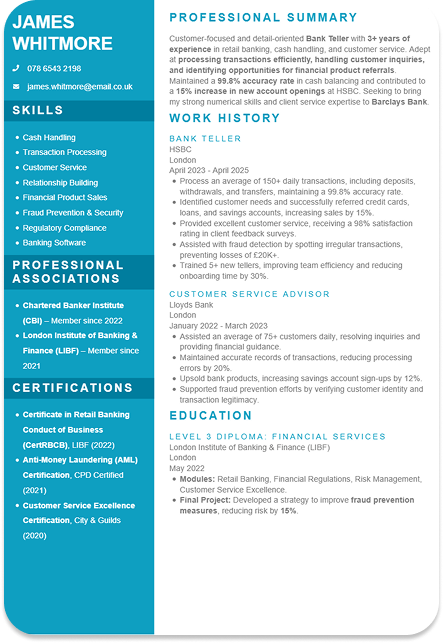 JAMES
WHITMORE
078 6543 2198
james.whitmore@email.co.uk
SKILLS
Cash Handling
Transaction Processing
Customer Service
Relationship Building
Financial Product Sales
Fraud Prevention & Security
Regulatory Compliance
Banking Software
PROFESSIONAL
ASSOCIATIONS
Chartered Banker Institute
(CBI) – Member since 2022
London Institute of Banking &
Finance (LIBF) – Member since
2021
CERTIFICATIONS
Certificate in Retail Banking
Conduct of Business
(CertRBCB), LIBF (2022)
Anti-Money Laundering (AML)
Certification, CPD Certified
(2021)
Customer Service Excellence
Certification, City & Guilds
(2020)
PROFESSIONAL SUMMARY
Customer-focused and detail-oriented Bank Teller with 3+ years of
experience in retail banking, cash handling, and customer service. Adept
at processing transactions efficiently, handling customer inquiries,
and identifying opportunities for financial product referrals.
Maintained a 99.8% accuracy rate in cash balancing and contributed to
a 15% increase in new account openings at HSBC. Seeking to bring
my strong numerical skills and client service expertise to Barclays Bank.
WORK HISTORY
BANK TELLER
HSBC
London
April 2023 - April 2025
Process an average of 150+ daily transactions, including deposits,
withdrawals, and transfers, maintaining a 99.8% accuracy rate.
Identified customer needs and successfully referred credit cards,
loans, and savings accounts, increasing sales by 15%.
Provided excellent customer service, receiving a 98% satisfaction
rating in client feedback surveys.
Assisted with fraud detection by spotting irregular transactions,
preventing losses of £20K+.
Trained 5+ new tellers, improving team efficiency and reducing
onboarding time by 30%.
CUSTOMER SERVICE ADVISOR
Lloyds Bank
London
January 2022 - March 2023
Assisted an average of 75+ customers daily, resolving inquiries and
providing financial guidance.
Maintained accurate records of transactions, reducing processing
errors by 20%.
Upsold bank products, increasing savings account sign-ups by 12%.
Supported fraud prevention efforts by verifying customer identity and
transaction legitimacy.
EDUCATION
LEVEL 3 DIPLOMA: FINANCIAL SERVICES
London Institute of Banking & Finance (LIBF)
London
May 2022
Modules: Retail Banking, Financial Regulations, Risk Management,
Customer Service Excellence.
Final Project: Developed a strategy to improve fraud prevention
measures, reducing risk by 15%.